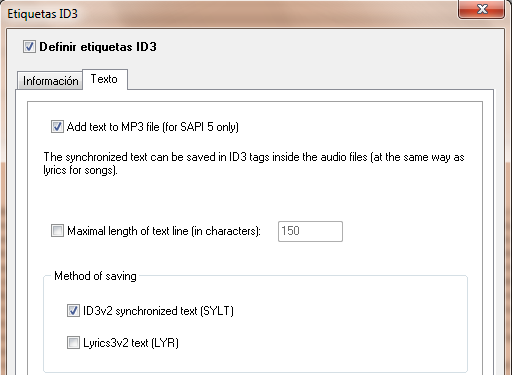 Etiquetas ID3
Definir etiquetas ID3
Información Texto
Add text to MP3 file (for SAPI 5 only)
The synchronized text can be saved in ID3 tags inside the audio files (at the same way as
lyrics for songs).
Maximal length of text line (in characters): 150
Method of saving
ID3v2 synchronized text (SYLT)
Lyrics3v2 text (LYR)